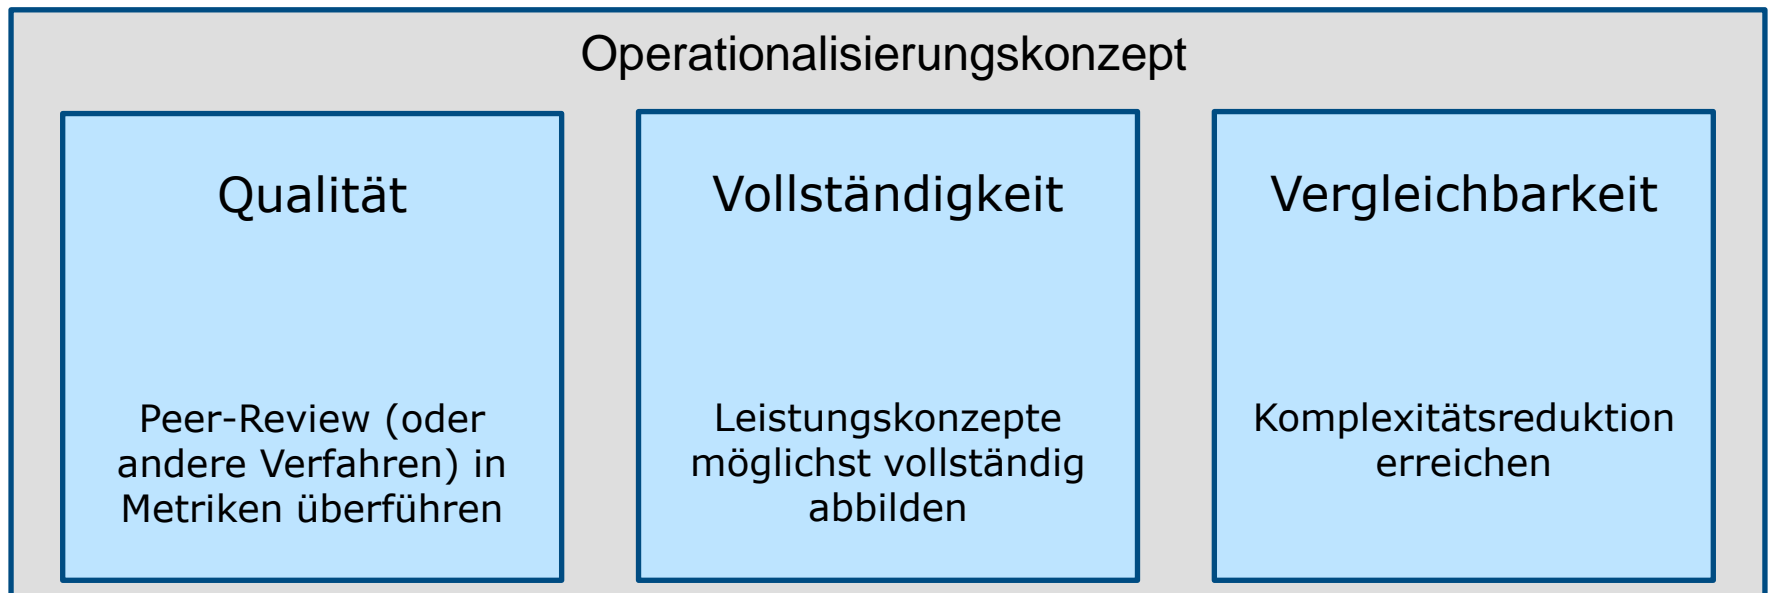 Operationalisierungskonzept
Qualität
Peer-Review (oder
andere Verfahren) in
Metriken überführen
Vollständigkeit
Leistungskonzepte
möglichst vollständig
abbilden
Vergleichbarkeit
Komplexitätsreduktion
erreichen